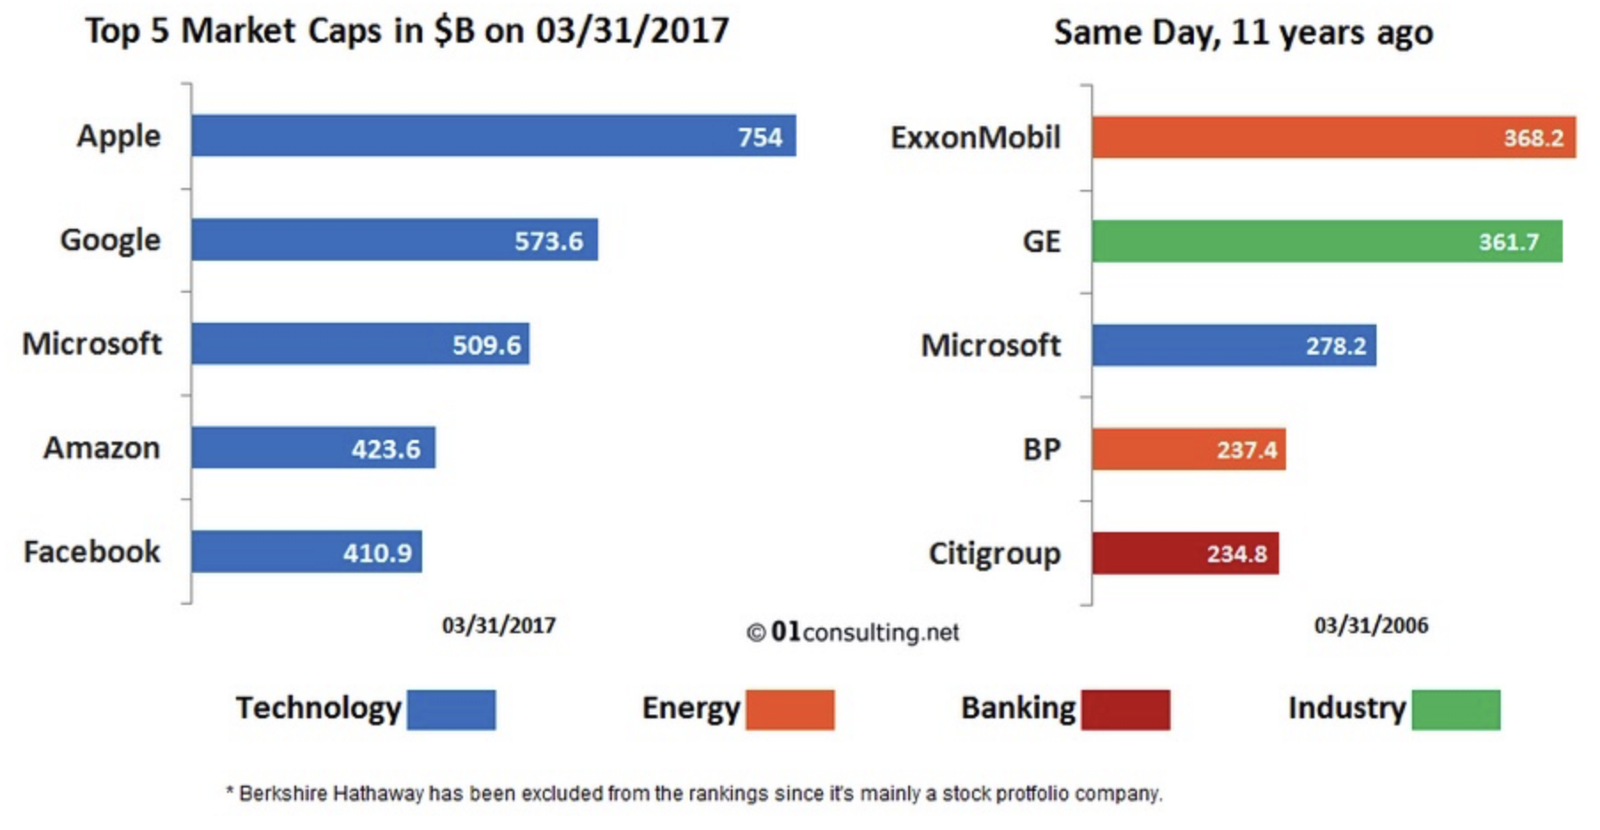 Top 5 Market Caps in $B on 03/31/2017
Apple 754
Google 573.6
Microsoft 509.6
Amazon 423.6
Facebook 410.9
03/31/2017
Same Day, 11 years ago
ExxonMobil 368.2
GE 361.7
Microsoft 278.2
BP 237.4
Citigroup 234.8
03/31/2006
© 01consulting.net
Technology Energy Banking Industry
* Berkshire Hathaway has been excluded from the rankings since it's mainly a stock protfolio company.